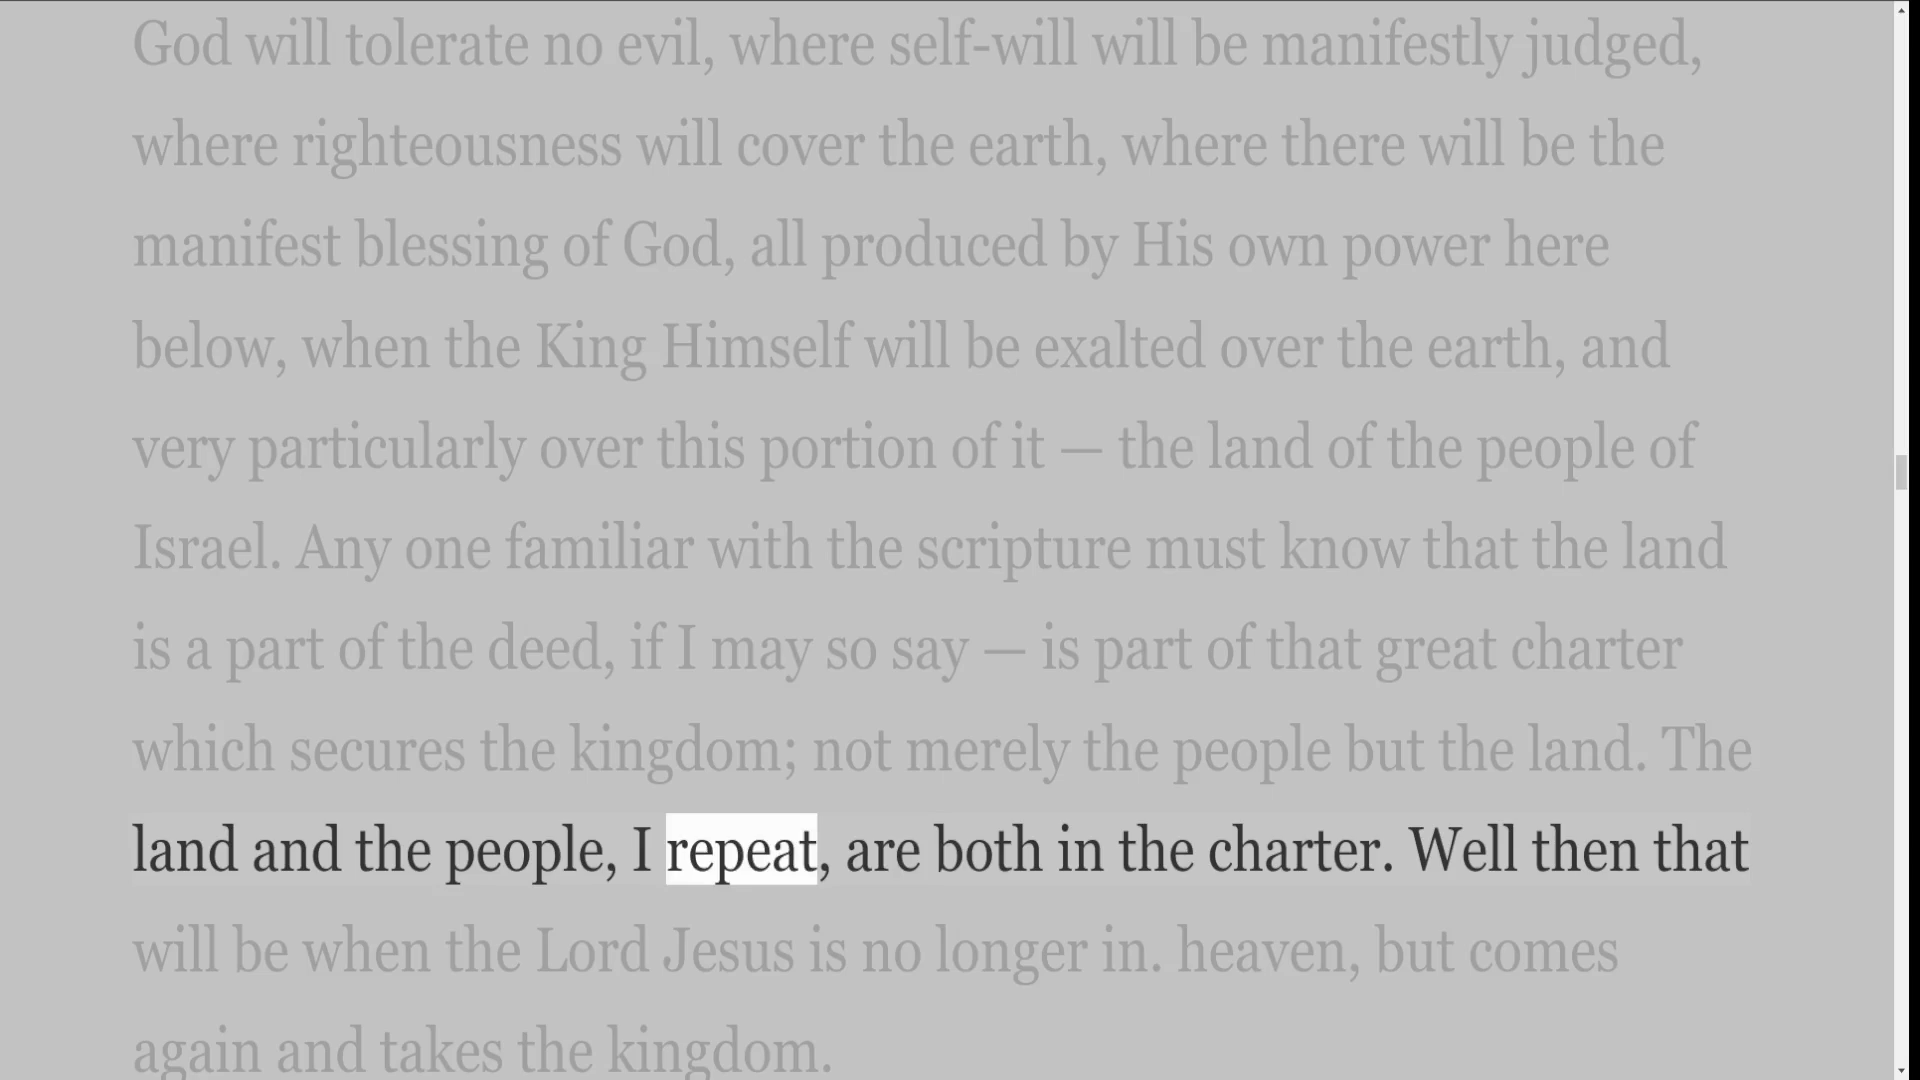 God will tolerate no evil, where self-will will be manifestly judged,
where righteousness will cover the earth, where there will be the
manifest blessing of God, all produced by His own power here
below, when the King Himself will be exalted over the earth, and
very particularly over this portion of it — the land of the people of
Israel. Any one familiar with the scripture must know that the land
is a part of the deed, if I may so say — is part of that great charter
which secures the kingdom; not merely the people but the land. The
land and the people, I repeat, are both in the charter. Well then that
will be when the Lord Jesus is no longer in. heaven, but comes
again and takes the kingdom.